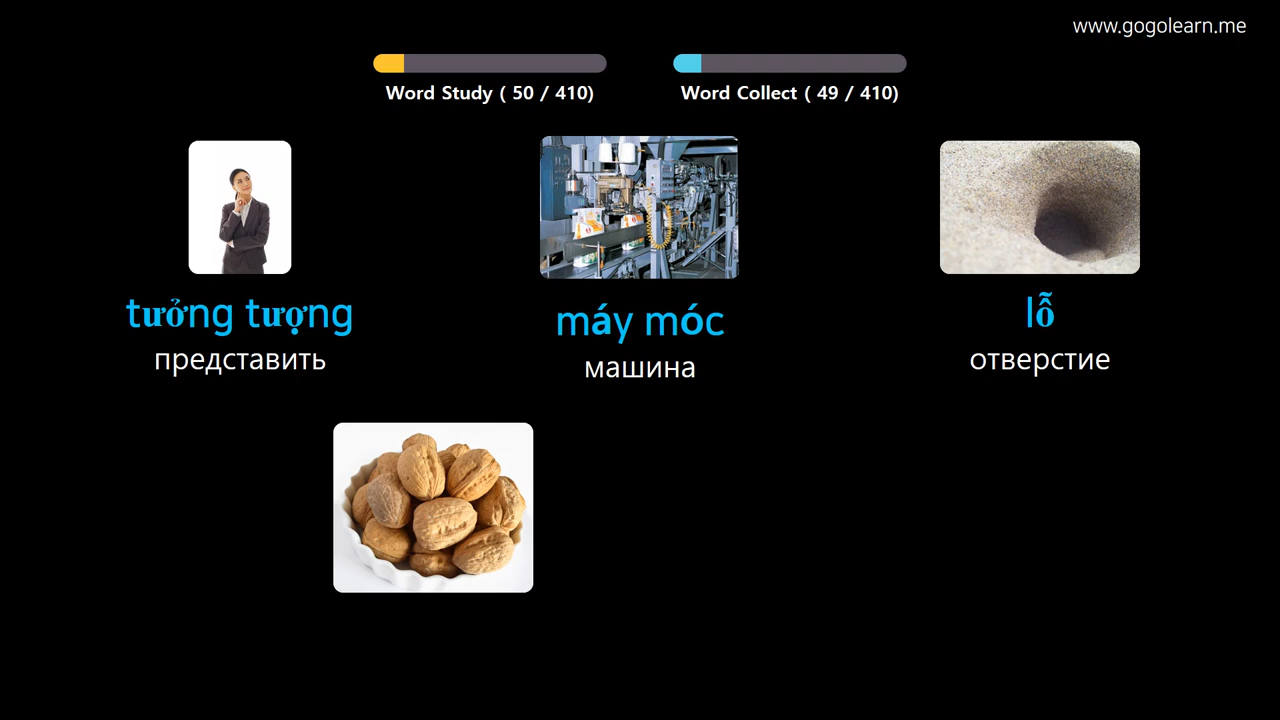 www.gogolearn.me
Word Study ( 50 / 410)
Word Collect ( 49 / 410)
tưởng tượng
представить
máy móc
машина
lỗ
отверстие